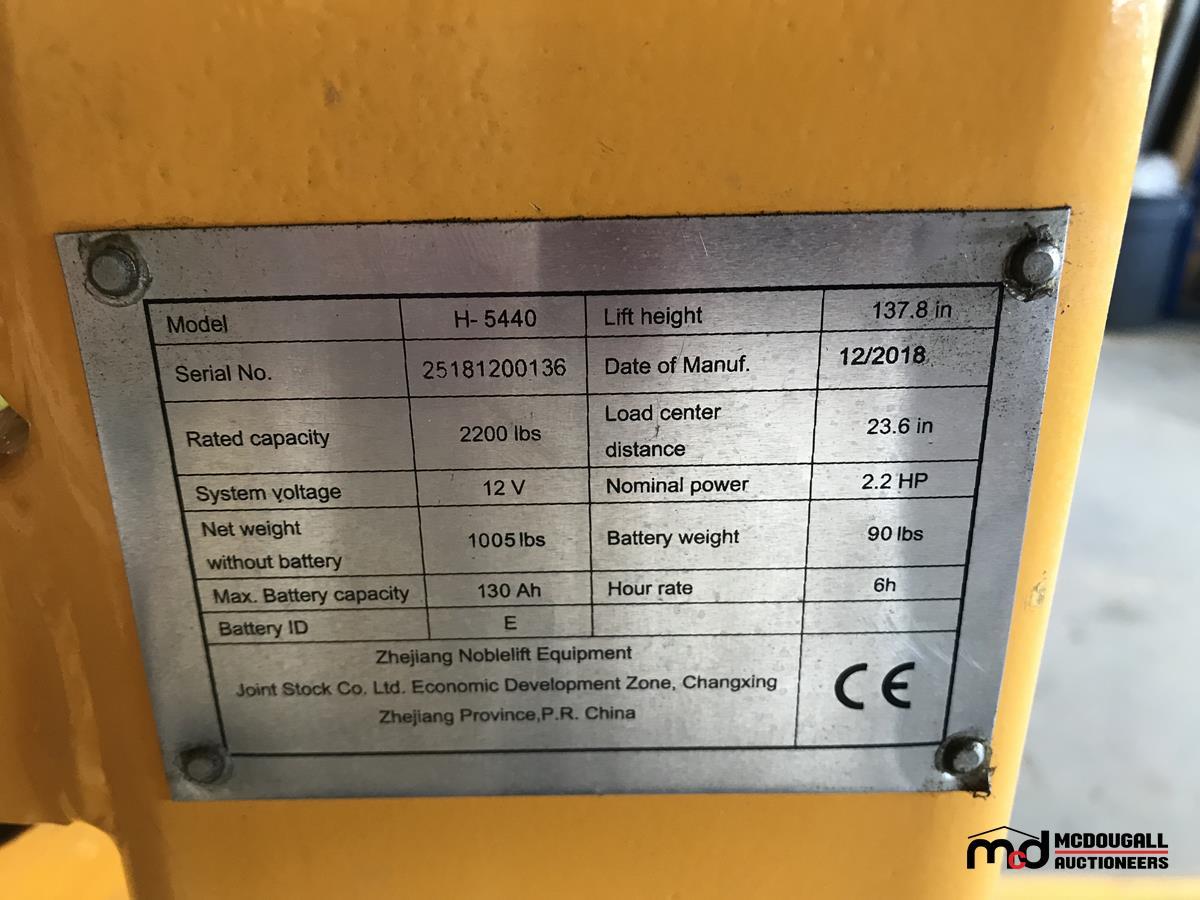 Model H- 5440 Lift height 137.8 in
Serial No. 25181200136 Date of Manuf. 12/2018
Rated capacity 2200 lbs Load center distance 23.6 in
System voltage 12 V Nominal power 2.2 HP
Net weight without battery 1005 lbs Battery weight 90 lbs
Max. Battery capacity 130 Ah Hour rate 6h
Battery ID E
Zhejiang Noblelift Equipment
Joint Stock Co. Ltd. Economic Development Zone, Changxing
Zhejiang Province,P.R. China
CE
mcd MCDOUGALL
AUCTIONEERS